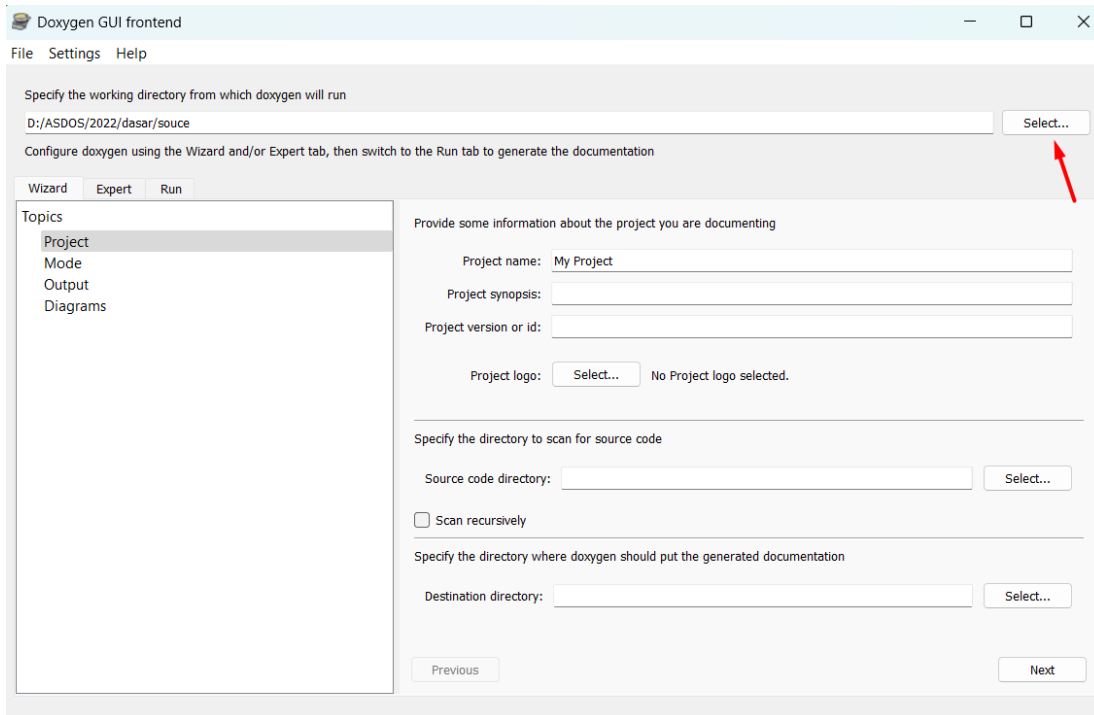 Doxygen GUI frontend
File Settings Help
Specify the working directory from which doxygen will run
D:/ASDOS/2022/dasar/souce
Select...
Configure doxygen using the Wizard and/or Expert tab, then switch to the Run tab to generate the documentation
Wizard Expert Run
Topics
Project
Mode
Output
Diagrams
Provide some information about the project you are documenting
Project name: My Project
Project synopsis:
Project version or id:
Project logo: Select... No Project logo selected.
Specify the directory to scan for source code
Source code directory: Select...
Scan recursively
Specify the directory where doxygen should put the generated documentation
Destination directory: Select...
Previous Next